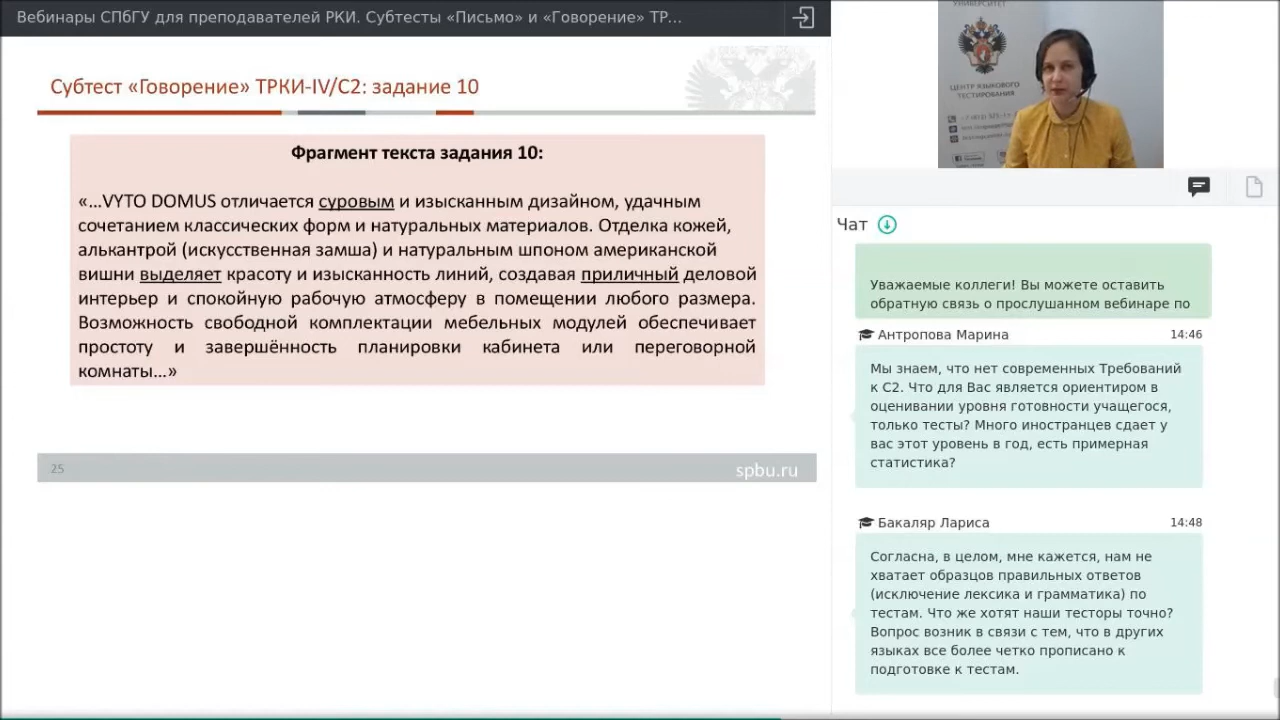 Вебинары СПбГУ для преподавателей РКИ. Субтесты «Письмо» и «Говорение» ТР...
Субтест «Говорение» ТРКИ-IV/С2: задание 10
Фрагмент текста задания 10:
«…VYTO DOMUS отличается суровым и изысканным дизайном, удачным
сочетанием классических форм и натуральных материалов. Отделка кожей,
алькантрой (искусственная замша) и натуральным шпоном американской
вишни выделяет красоту и изысканность линий, создавая приличный деловой
интерьер и спокойную рабочую атмосферу в помещении любого размера.
Возможность свободной комплектации мебельных модулей обеспечивает
простоту и завершённость планировки кабинета или переговорной
комнаты…»
25
spbu.ru
УНИВЕРСИТЕТ
ЦЕНТР ЯЗЫКОВОГО
ТЕСТИРОВАНИЯ
Чат
Уважаемые коллеги! Вы можете оставить
обратную связь о прослушанном вебинаре по
Антропова Марина 14:46
Мы знаем, что нет современных Требований
к С2. Что для Вас является ориентиром в
оценивании уровня готовности учащегося,
только тесты? Много иностранцев сдает у
вас этот уровень в год, есть примерная
статистика?
Бакаляр Лариса 14:48
Согласна, в целом, мне кажется, нам не
хватает образцов правильных ответов
(исключение лексика и грамматика) по
тестам. Что же хотят наши тесторы точно?
Вопрос возник в связи с тем, что в других
языках все более четко прописано к
подготовке к тестам.